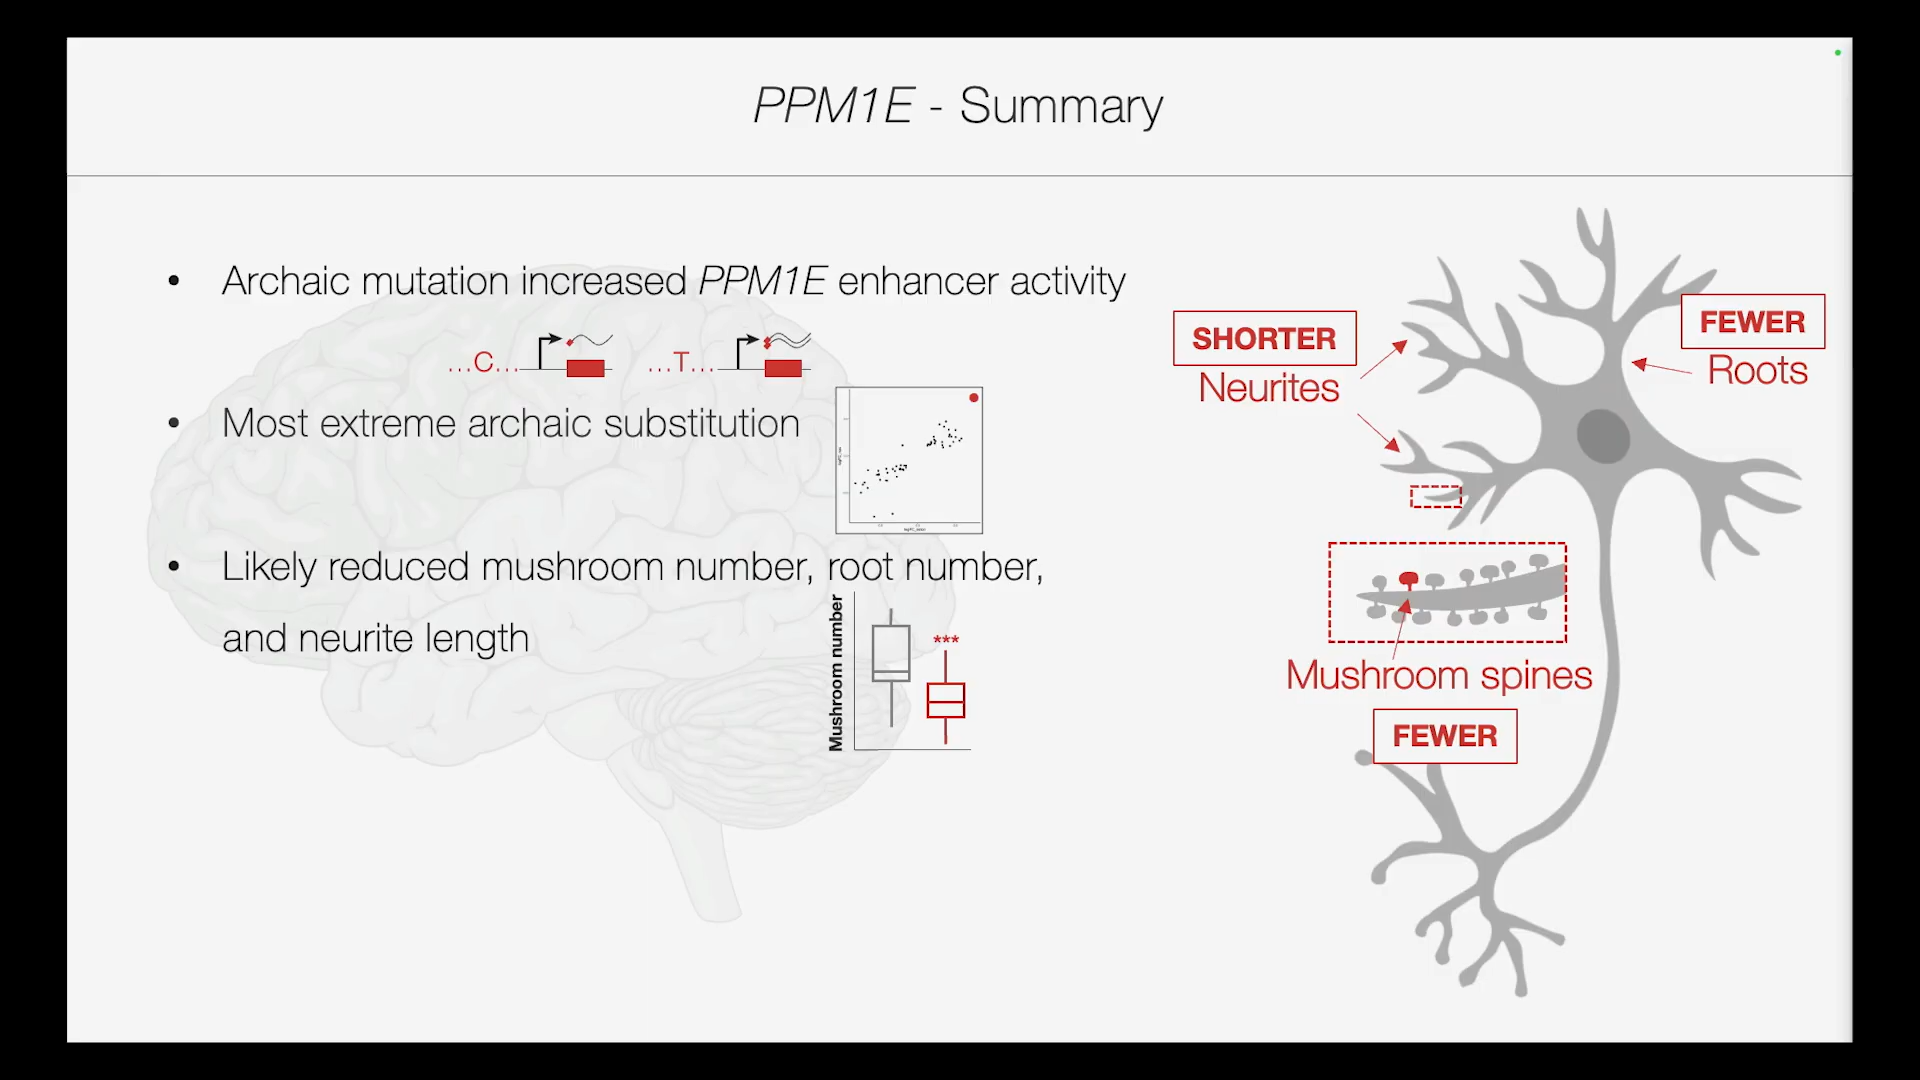 PPM1E - Summary
• Archaic mutation increased PPM1E enhancer activity
...C... ...T...
• Most extreme archaic substitution
• Likely reduced mushroom number, root number,
and neurite length
Mushroom number
***
SHORTER
Neurites
FEWER
Roots
Mushroom spines
FEWER